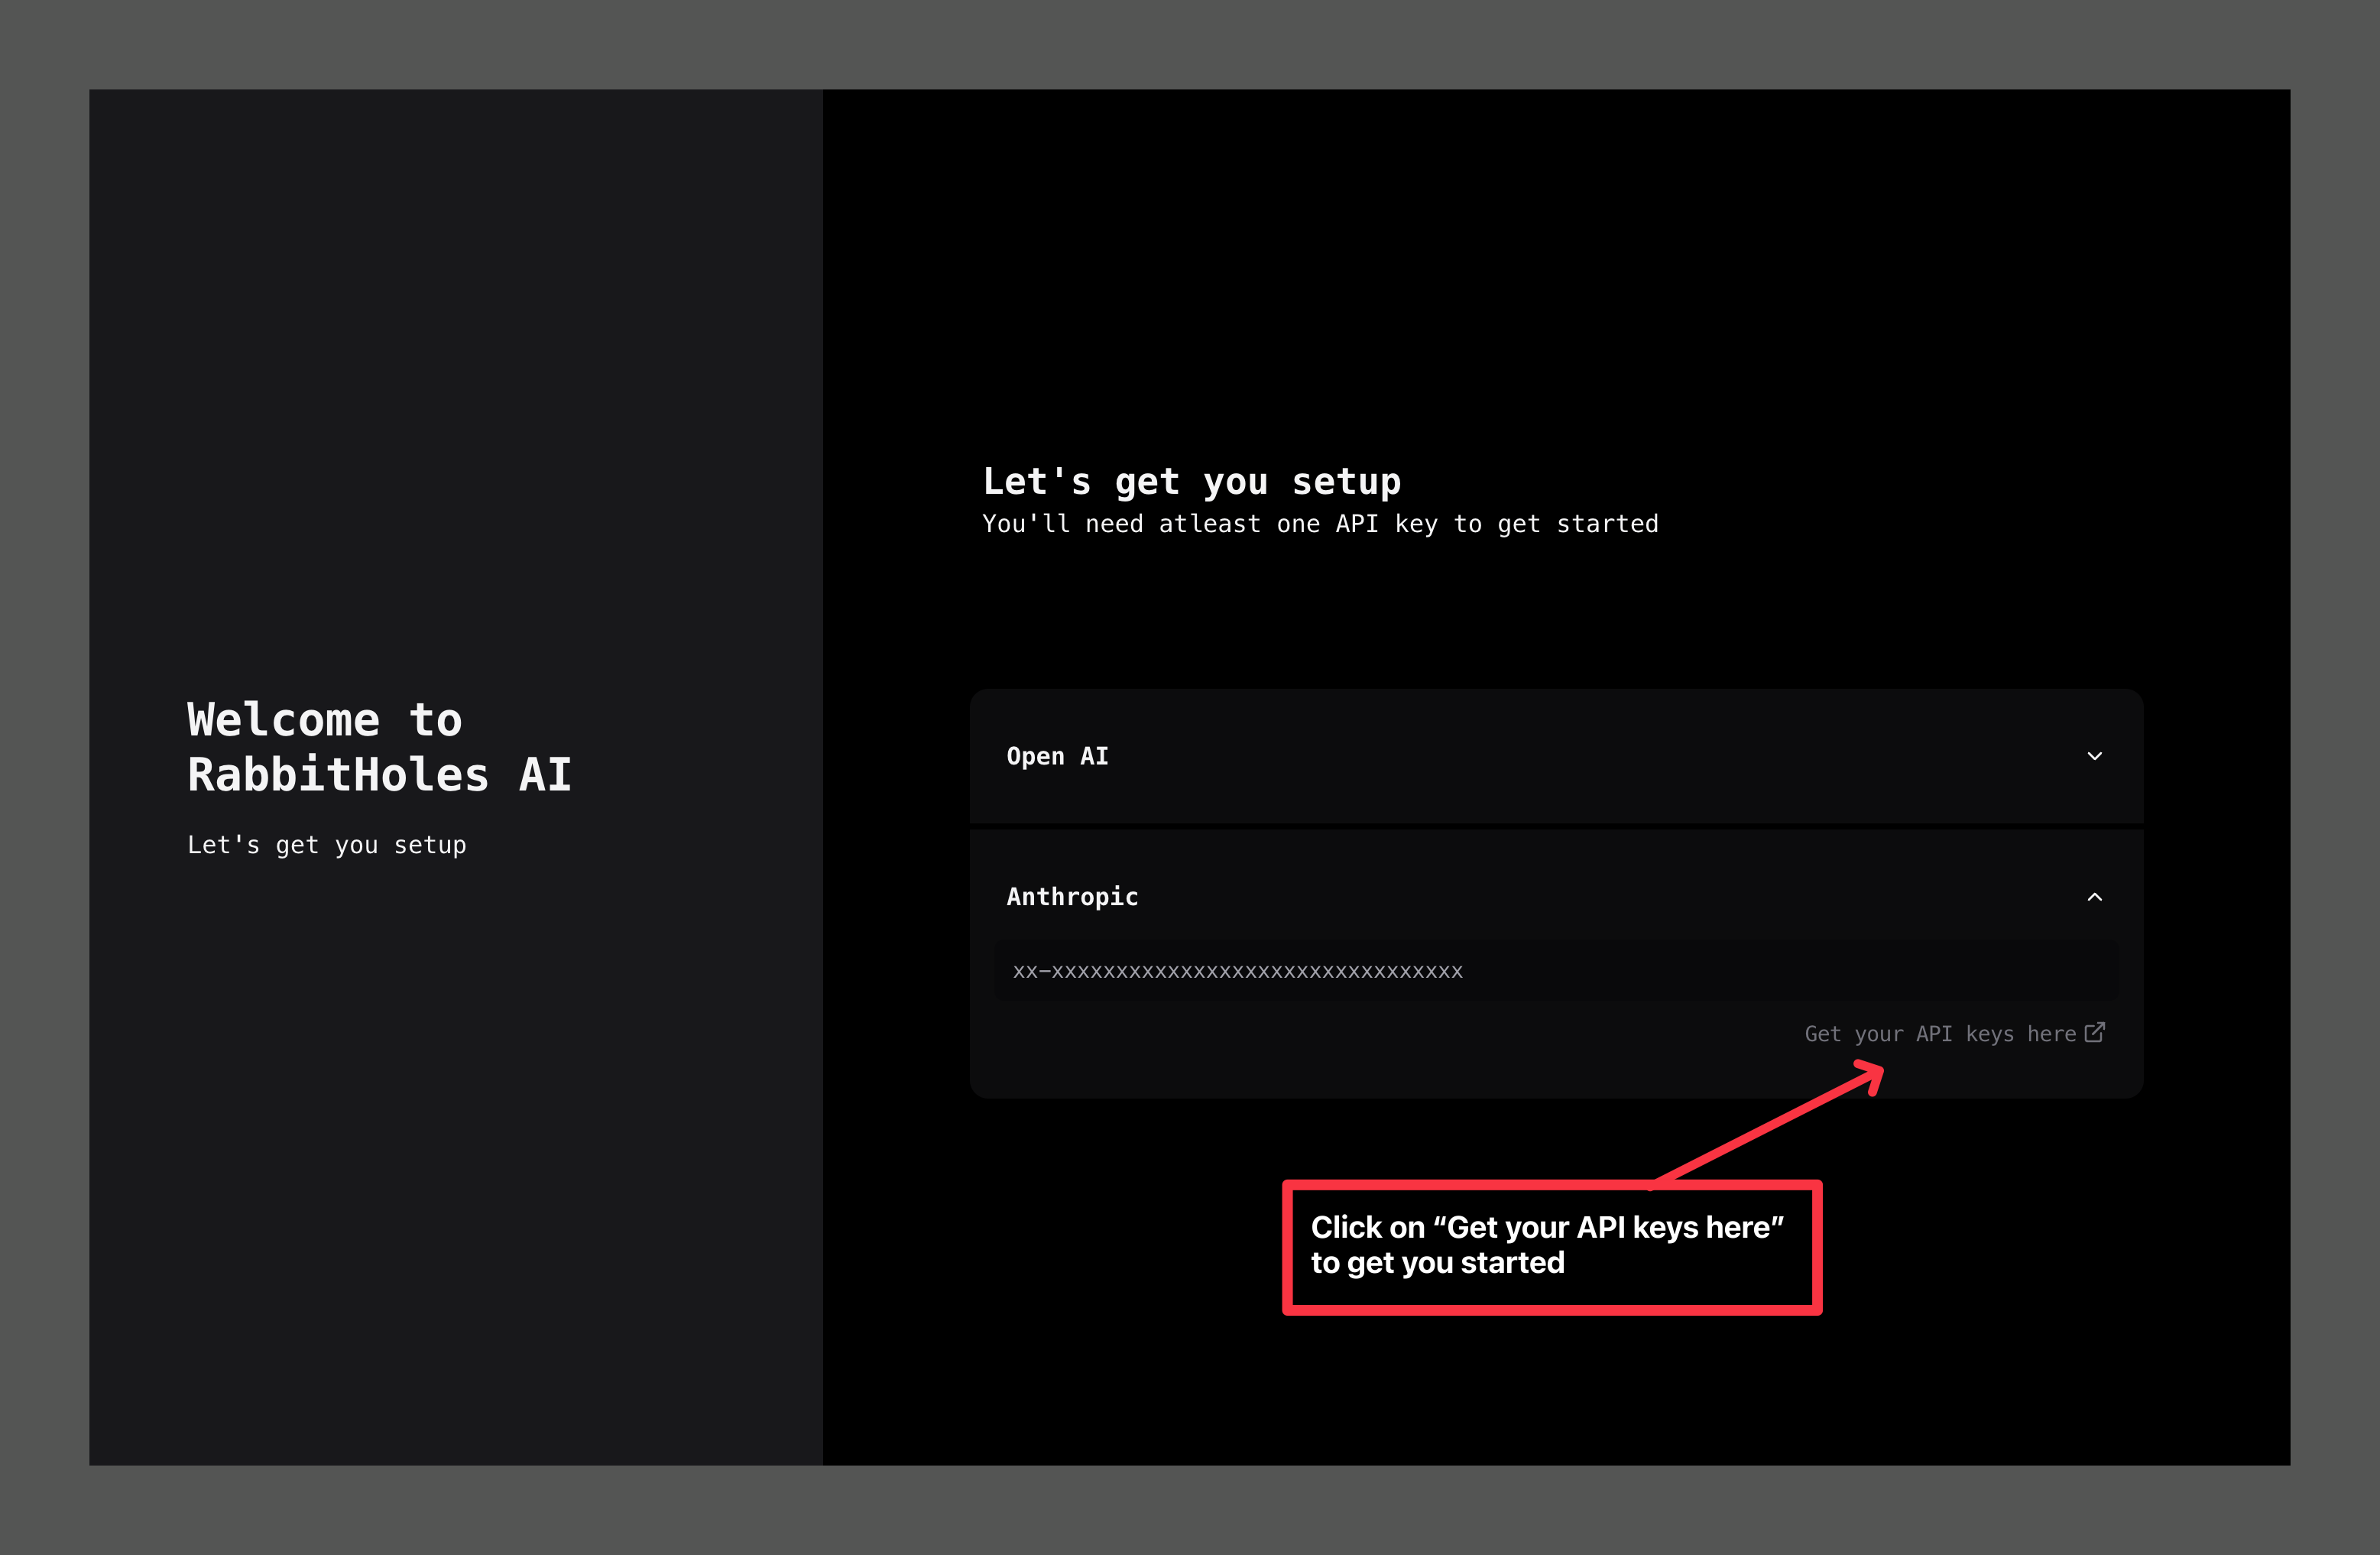 Welcome to
RabbitHoles AI
Let's get you setup
Let's get you setup
You'll need atleast one API key to get started
Open AI
Anthropic
xx–xxxxxxxxxxxxxxxxxxxxxxxxxxxxxxxx
Get your API keys here
Click on “Get your API keys here”
to get you started